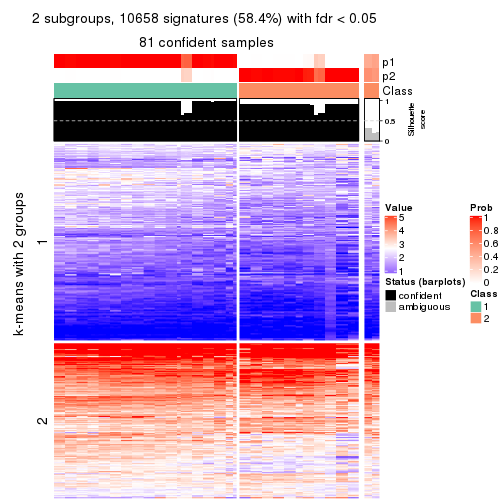 2 subgroups, 10658 signatures (58.4%) with fdr < 0.05
81 confident samples
p1
p2
Class
1
0.5
0
Silhouette
score
k-means with 2 groups
1
2
Value
5
4
3
2
1
Status (barplots)
confident
ambiguous
Prob
1
0.8
0.6
0.4
0.2
0
Class
1
2